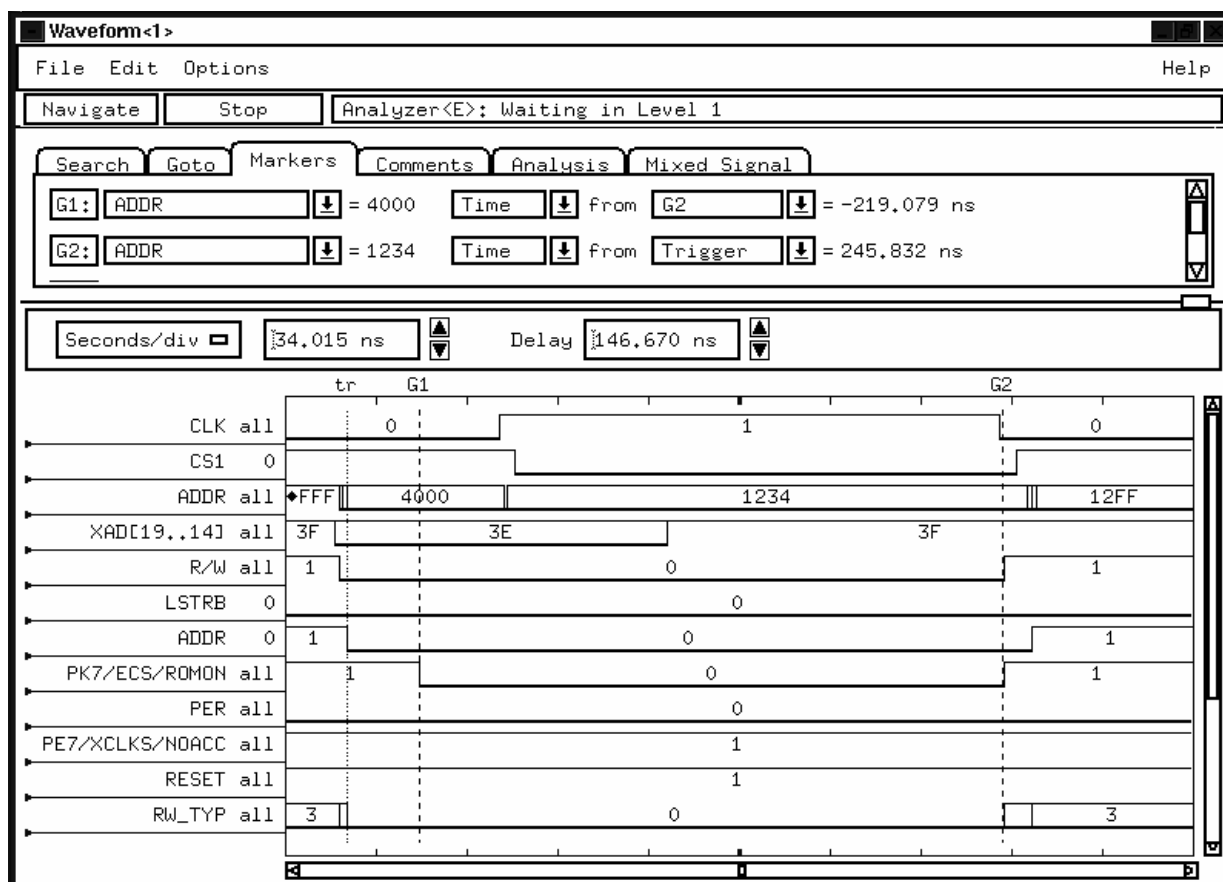 Waveform<1>
File Edit Options Help
Navigate Stop Analyzer<E>: Waiting in Level 1
Search Goto Markers Comments Analysis Mixed Signal
G1: ADDR = 4000 Time from G2 = -219.079 ns
G2: ADDR = 1234 Time from Trigger = 245.832 ns
Seconds/div 34.015 ns Delay 146.670 ns
tr G1 G2
CLK all 0 1 0
CS1 0
ADDR all FFF 4000 1234 12FF
XAD[19..14] all 3F 3E 3F
R/W all 1 0 1
LSTRB 0 0
ADDR 0 1 0 1
PK7/ECS/ROMON all 1 0 1
PER all 0
PE7/XCLKS/NOACC all 1
RESET all 1
RW_TYP all 3 0 3